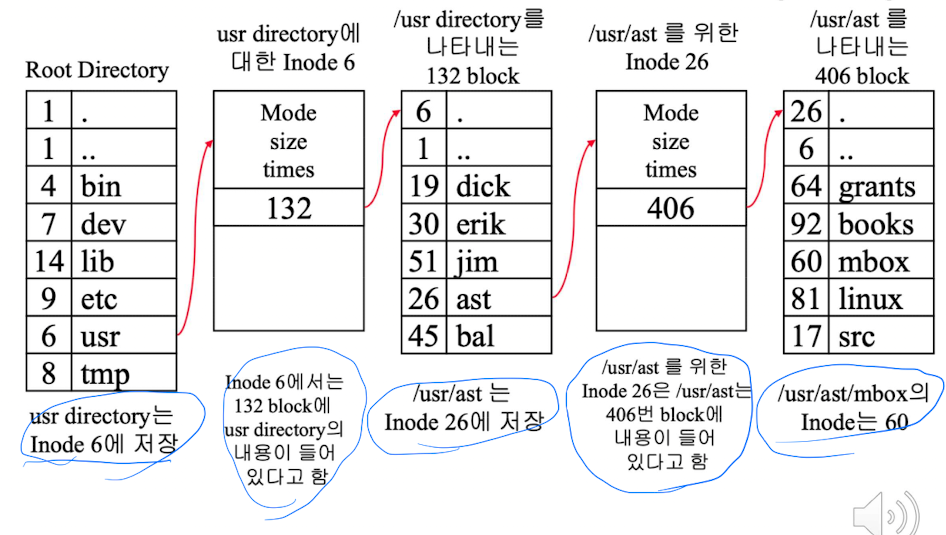 Root Directory
1 .
1 ..
4 bin
7 dev
14 lib
9 etc
6 usr
8 tmp
usr directory는
Inode 6에 저장
usr directory에
대한 Inode 6
Mode
size
times
132
Inode 6에서는
132 block에
usr directory의
내용이 들어
있다고 함
/usr directory를
나타내는
132 block
6 .
1 ..
19 dick
30 erik
51 jim
26 ast
45 bal
/usr/ast 는
Inode 26에 저장
/usr/ast 를 위한
Inode 26
Mode
size
times
406
/usr/ast 를 위한
Inode 26은 /usr/ast는
406번 block에
내용이 들어
있다고 함
/usr/ast 를
나타내는
406 block
26 .
6 ..
64 grants
92 books
60 mbox
81 linux
17 src
/usr/ast/mbox의
Inode는 60